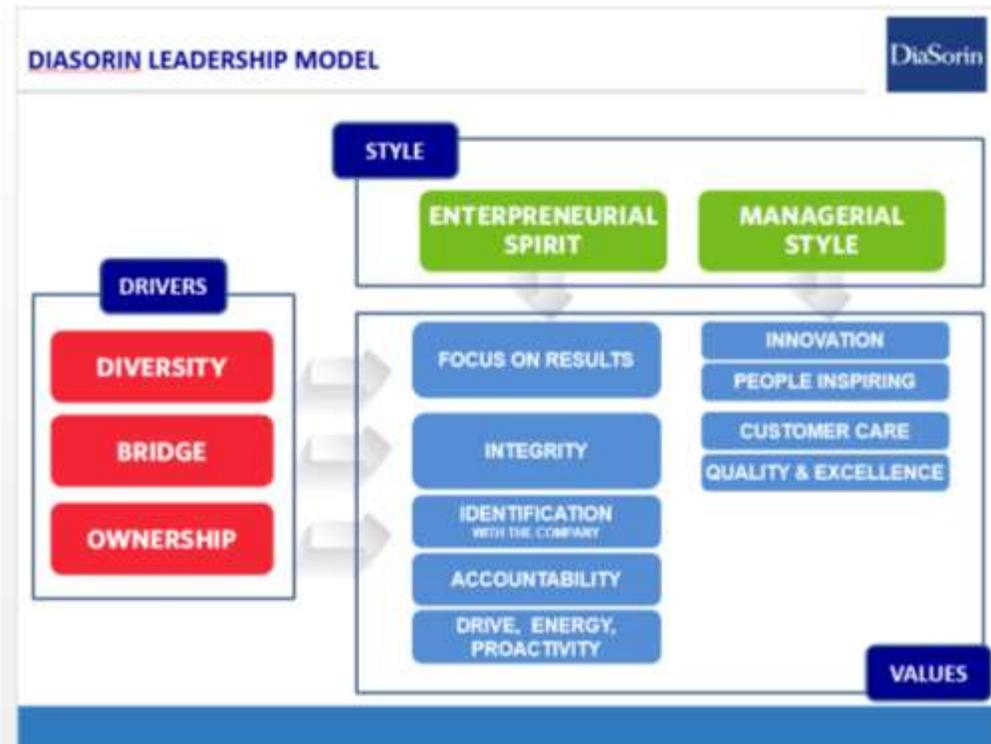 DIASORIN LEADERSHIP MODEL
DiaSorin
STYLE
ENTERPRENEURIAL
SPIRIT
MANAGERIAL
STYLE
DRIVERS
DIVERSITY
BRIDGE
OWNERSHIP
FOCUS ON RESULTS
INTEGRITY
IDENTIFICATION
WITH THE COMPANY
ACCOUNTABILITY
DRIVE, ENERGY,
PROACTIVITY
INNOVATION
PEOPLE INSPIRING
CUSTOMER CARE
QUALITY & EXCELLENCE
VALUES